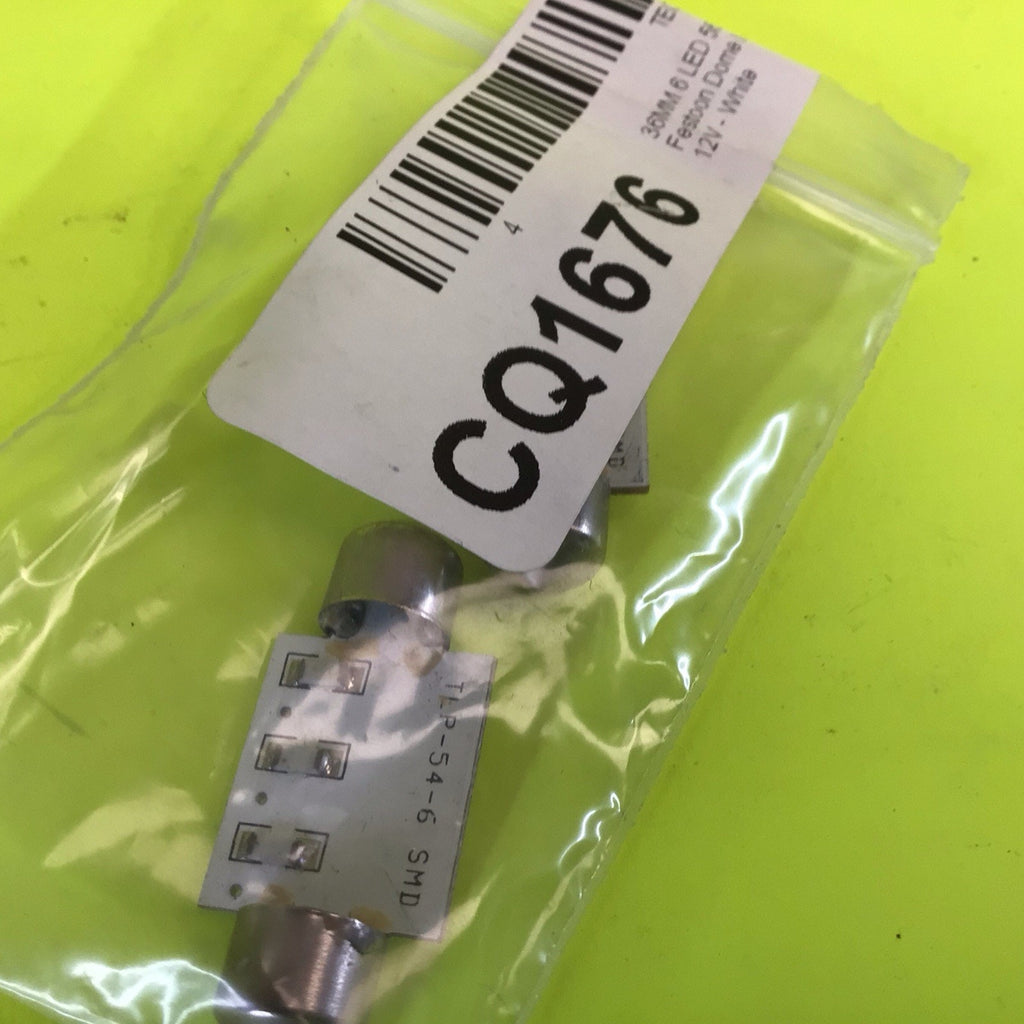 36MM 6 LED
Festoon Dome
12V - White
4
CQ1676
TLP-54-6 SMD